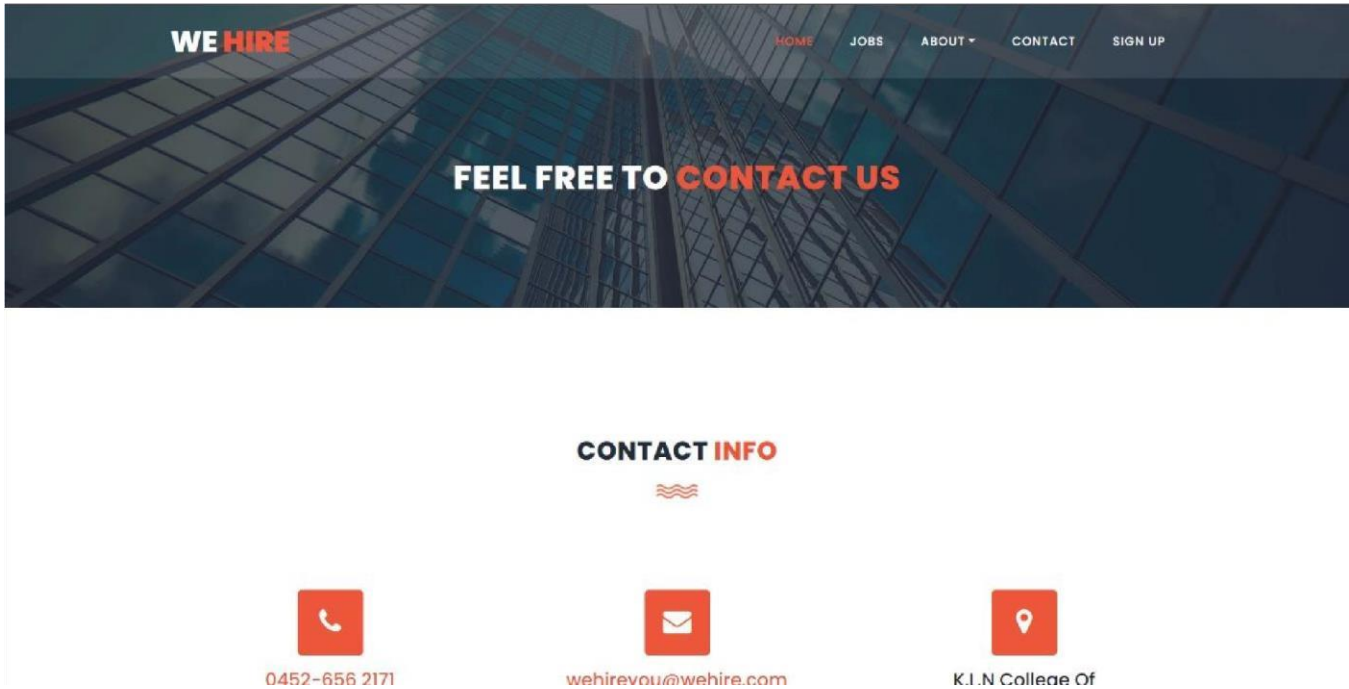 WE HIRE
HOME JOBS ABOUT CONTACT SIGN UP
FEEL FREE TO CONTACT US
CONTACT INFO
0452-656 2171
wehireyou@wehire.com
K.L.N College Of